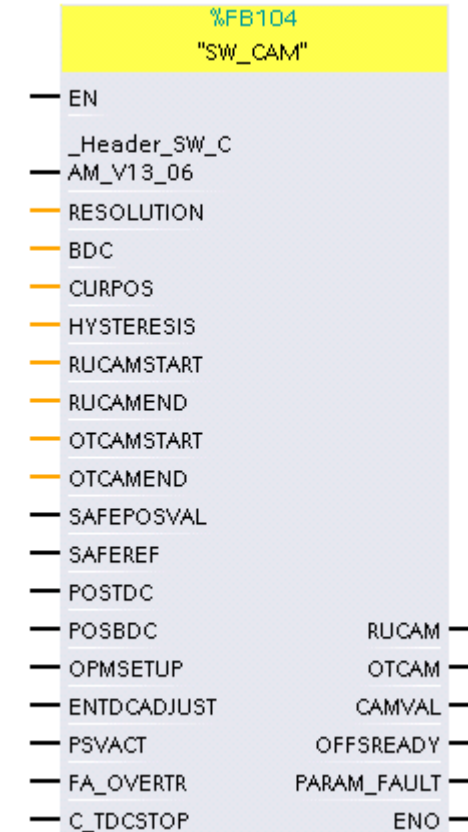 %FB104
"SW_CAM"
EN
_Header_SW_C
AM_V13_06
RESOLUTION
BDC
CURPOS
HYSTERESIS
RUCAMSTART
RUCAMEND
OTCAMSTART
OTCAMEND
SAFEPOSVAL
SAFEREF
POSTDC
POSBDC RUCAM
OPMSETUP OTCAM
ENTDCADJUST CAMVAL
PSVACT OFFSREADY
FA_OVERTR PARAM_FAULT
C_TDCSTOP ENO